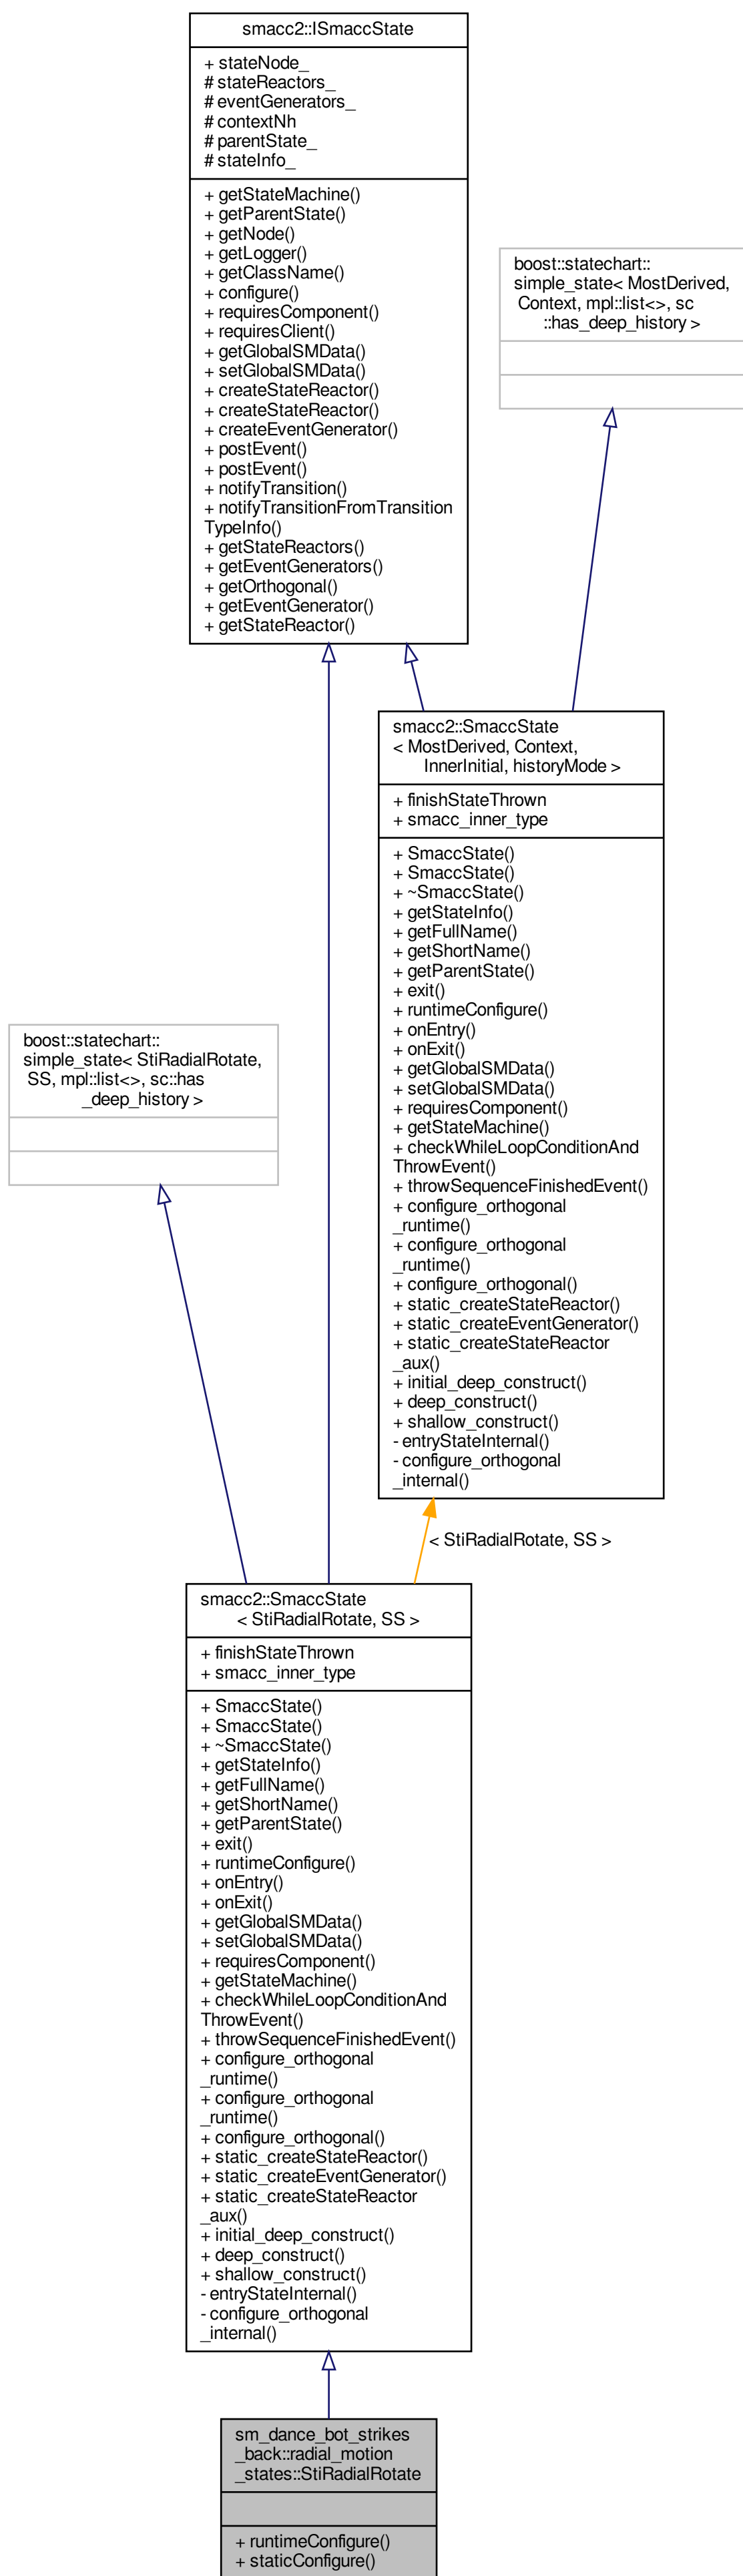 smacc2::ISmaccState
+ stateNode_
# stateReactors_
# eventGenerators_
# contextNh
# parentState_
# stateInfo_
+ getStateMachine()
+ getParentState()
+ getNode()
+ getLogger()
+ getClassName()
+ configure()
+ requiresComponent()
+ requiresClient()
+ getGlobalSMData()
+ setGlobalSMData()
+ createStateReactor()
+ createStateReactor()
+ createEventGenerator()
+ postEvent()
+ postEvent()
+ notifyTransition()
+ notifyTransitionFromTransition
TypeInfo()
+ getStateReactors()
+ getEventGenerators()
+ getOrthogonal()
+ getEventGenerator()
+ getStateReactor()
boost::statechart::
simple_state< MostDerived,
Context, mpl::list<>, sc
::has_deep_history >
smacc2::SmaccState
< MostDerived, Context,
InnerInitial, historyMode >
+ finishStateThrown
+ smacc_inner_type
+ SmaccState()
+ SmaccState()
+ ~SmaccState()
+ getStateInfo()
+ getFullName()
+ getShortName()
+ getParentState()
+ exit()
+ runtimeConfigure()
+ onEntry()
+ onExit()
+ getGlobalSMData()
+ setGlobalSMData()
+ requiresComponent()
+ getStateMachine()
+ checkWhileLoopConditionAnd
ThrowEvent()
+ throwSequenceFinishedEvent()
+ configure_orthogonal
_runtime()
+ configure_orthogonal
_runtime()
+ configure_orthogonal()
+ static_createStateReactor()
+ static_createEventGenerator()
+ static_createStateReactor
_aux()
+ initial_deep_construct()
+ deep_construct()
+ shallow_construct()
- entryStateInternal()
- configure_orthogonal
_internal()
boost::statechart::
simple_state< StiRadialRotate,
SS, mpl::list<>, sc::has
_deep_history >
< StiRadialRotate, SS >
smacc2::SmaccState
< StiRadialRotate, SS >
+ finishStateThrown
+ smacc_inner_type
+ SmaccState()
+ SmaccState()
+ ~SmaccState()
+ getStateInfo()
+ getFullName()
+ getShortName()
+ getParentState()
+ exit()
+ runtimeConfigure()
+ onEntry()
+ onExit()
+ getGlobalSMData()
+ setGlobalSMData()
+ requiresComponent()
+ getStateMachine()
+ checkWhileLoopConditionAnd
ThrowEvent()
+ throwSequenceFinishedEvent()
+ configure_orthogonal
_runtime()
+ configure_orthogonal
_runtime()
+ configure_orthogonal()
+ static_createStateReactor()
+ static_createEventGenerator()
+ static_createStateReactor
_aux()
+ initial_deep_construct()
+ deep_construct()
+ shallow_construct()
- entryStateInternal()
- configure_orthogonal
_internal()
sm_dance_bot_strikes
_back::radial_motion
_states::StiRadialRotate
+ runtimeConfigure()
+ staticConfigure()